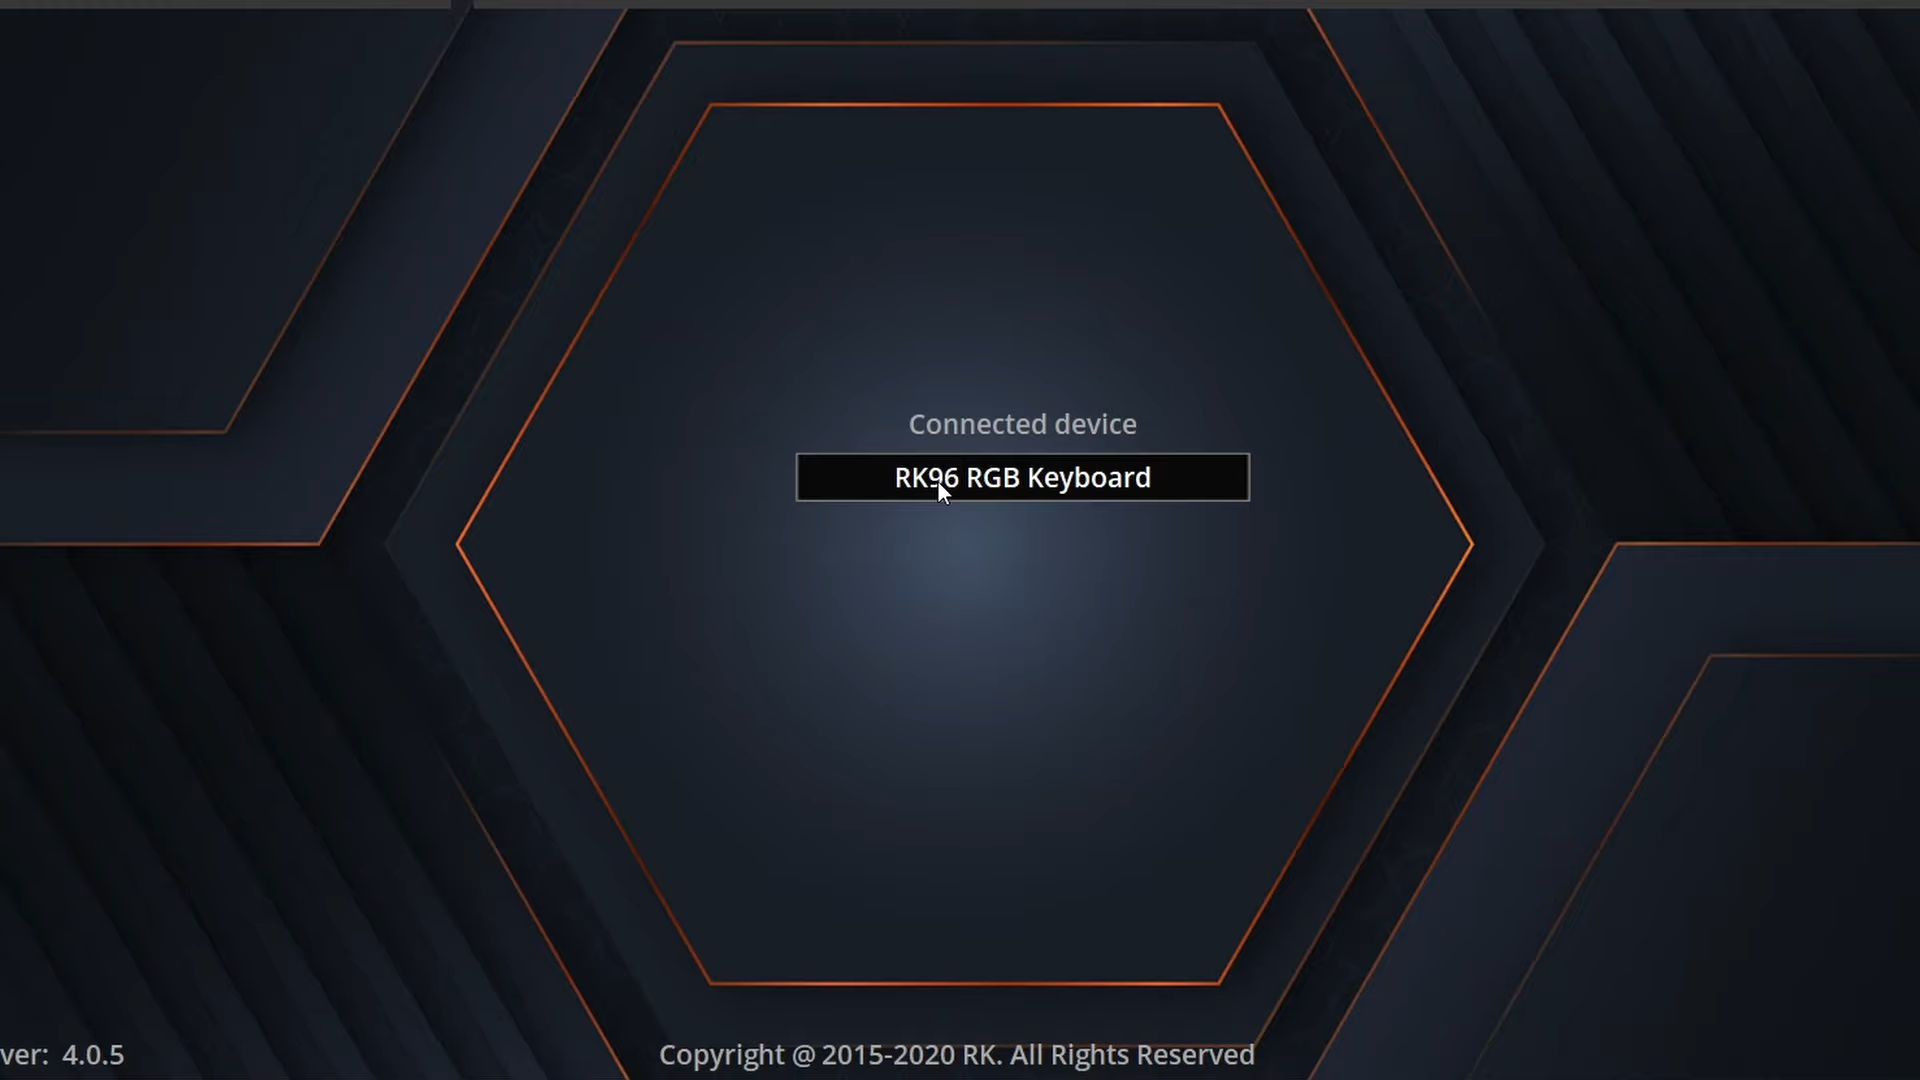 Connected device
RK96 RGB Keyboard
ver: 4.0.5
Copyright @ 2015-2020 RK. All Rights Reserved